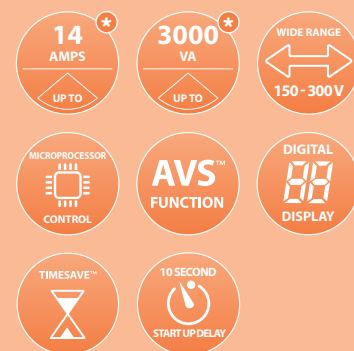 14 *
AMPS
UP TO
3000 *
VA
UP TO
WIDE RANGE
150 - 300 V
MICROPROCESSOR
CONTROL
AVS™
FUNCTION
DIGITAL
88
DISPLAY
TIMESAVE™
10 SECOND
START UP DELAY